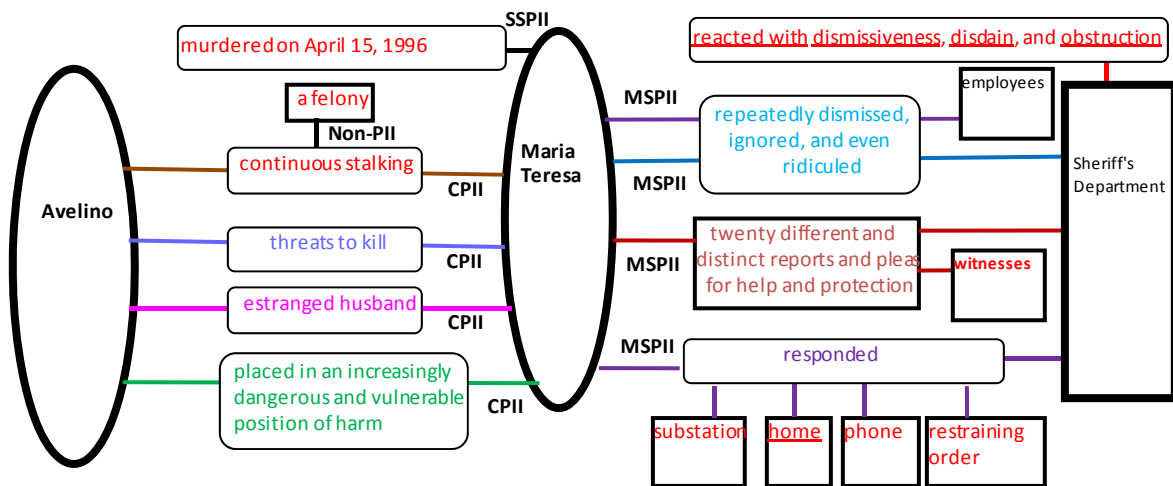 SSPII
murdered on April 15, 1996
reacted with dismissiveness, disdain, and obstruction
a felony
Non-PII
continuous stalking
CPII
Avelino
threats to kill
CPII
estranged husband
CPII
placed in an increasingly
dangerous and vulnerable
position of harm
CPII
Maria
Teresa
MSPII
MSPII
repeatedly dismissed,
ignored, and even
ridiculed
employees
Sheriff's
Department
MSPII
twenty different and
distinct reports and pleas
for help and protection
witnesses
MSPII
responded
substation
home
phone
restraining
order